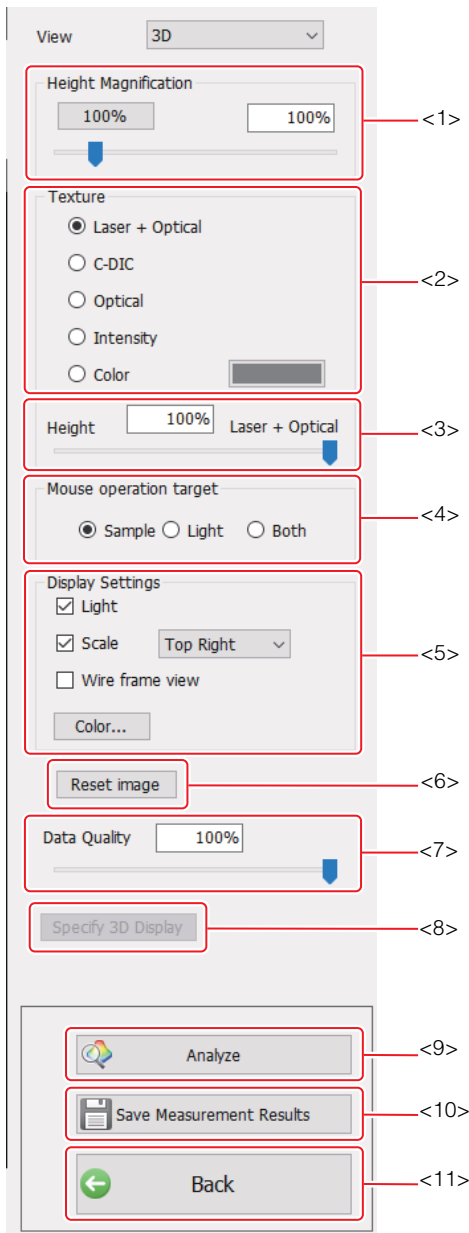 View 3D
Height Magnification
100% 100%
<1>
Texture
Laser + Optical
C-DIC
<2>
Optical
Intensity
Color
Height 100% Laser + Optical
<3>
Mouse operation target
<4>
Sample Light Both
Display Settings
Light
Scale Top Right
<5>
Wire frame view
Color...
Reset image
<6>
Data Quality 100%
<7>
Specify 3D Display
<8>
Analyze
<9>
Save Measurement Results
<10>
Back
<11>